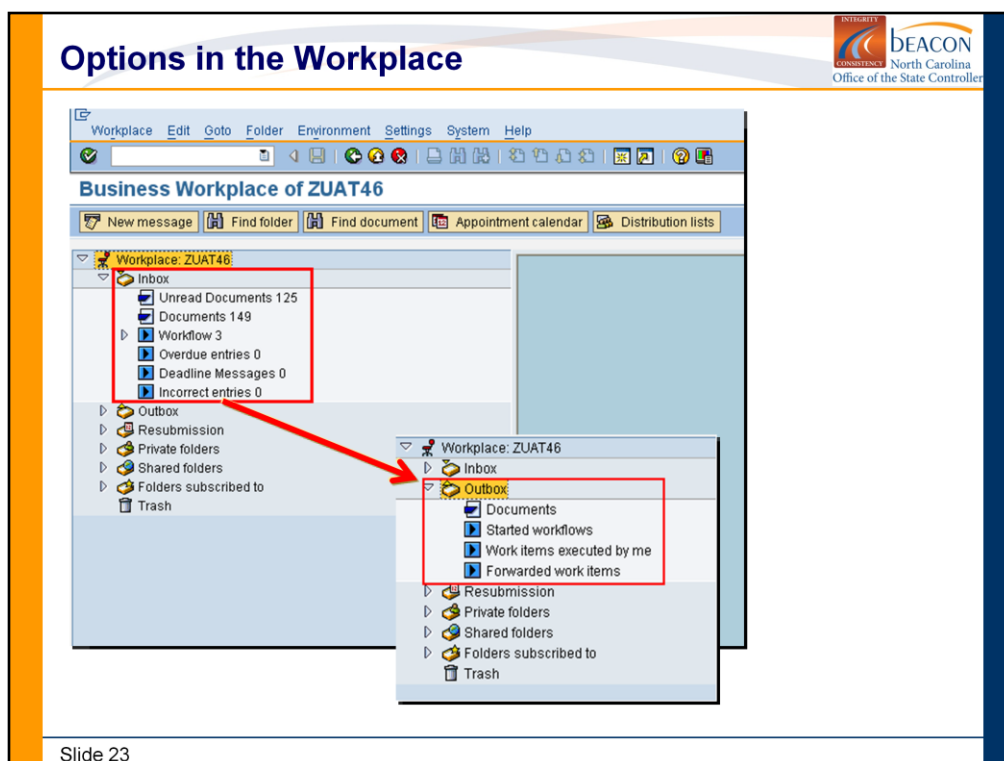 Options in the Workplace
INTEGRITY
CONSISTENCY
BEACON
North Carolina
Office of the State Controller
Workplace Edit Goto Folder Environment Settings System Help
Business Workplace of ZUAT46
New message Find folder Find document Appointment calendar Distribution lists
Workplace: ZUAT46
Inbox
Unread Documents 125
Documents 149
Workflow 3
Overdue entries 0
Deadline Messages 0
Incorrect entries 0
Outbox
Resubmission
Private folders
Shared folders
Folders subscribed to
Trash
Workplace: ZUAT46
Inbox
Outbox
Documents
Started workflows
Work items executed by me
Forwarded work items
Resubmission
Private folders
Shared folders
Folders subscribed to
Trash
Slide 23